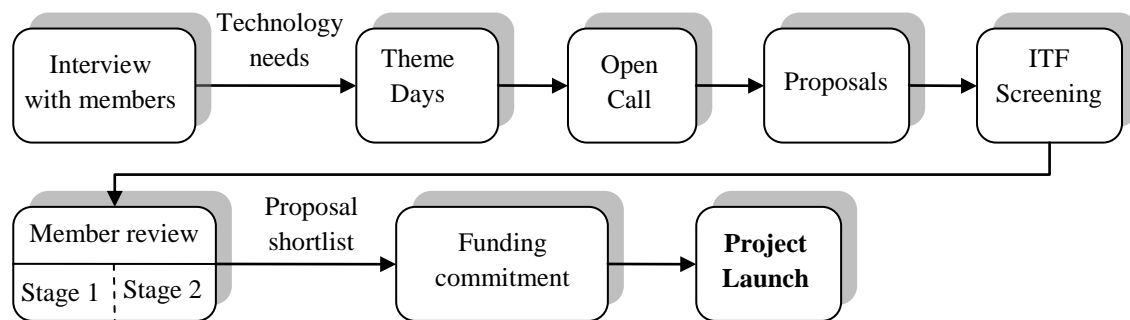 Interview
with members
Technology
needs
Theme
Days
Open
Call
Proposals
ITF
Screening
Member review
Stage 1
Stage 2
Proposal
shortlist
Funding
commitment
Project
Launch